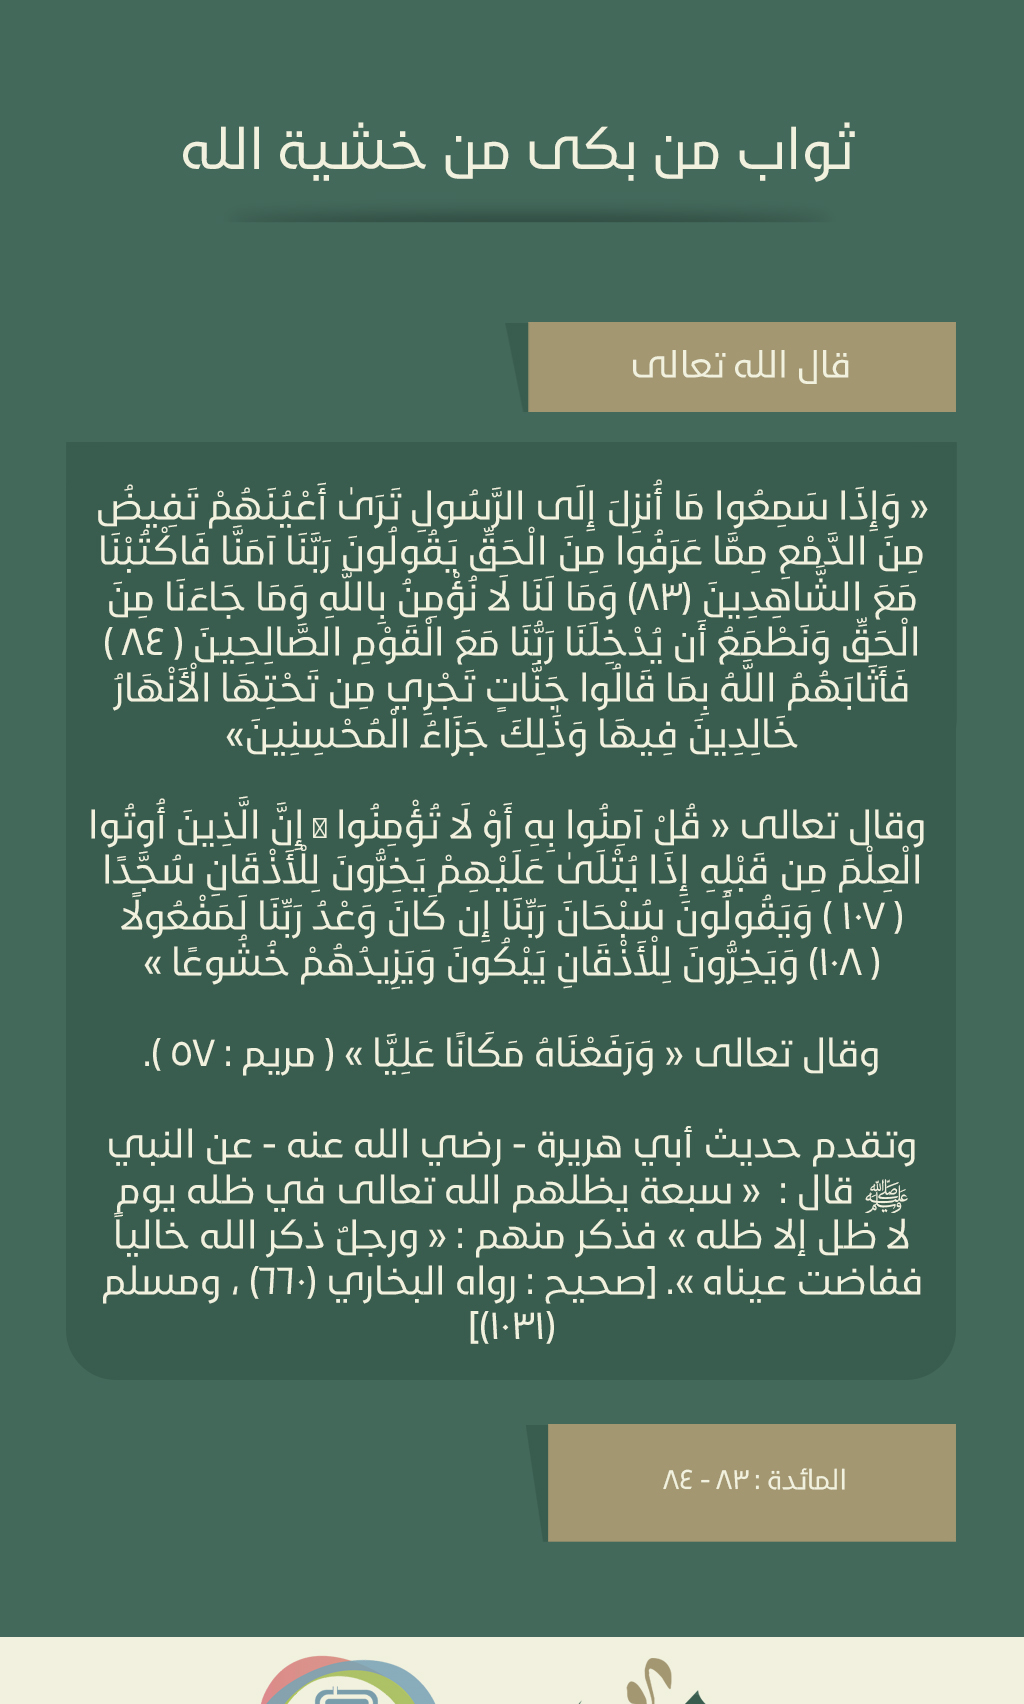 ثواب من بكى من خشية الله
قال الله تعالى
« وَإِذَا سَمِعُوا مَا أُنزِلَ إِلَى الرَّسُولِ تَرَىٰ أَعْيُنَهُمْ تَفِيضُ
مِنَ الدَّمْعِ مِمَّا عَرَفُوا مِنَ الْحَقِّ يَقُولُونَ رَبَّنَا آمَنَّا فَاكْتُبْنَا
مَعَ الشَّاهِدِينَ (٨٣) وَمَا لَنَا لَا نُؤْمِنُ بِاللَّهِ وَمَا جَاءَنَا مِنَ
الْحَقِّ وَنَطْمَعُ أَن يُدْخِلَنَا رَبُّنَا مَعَ الْقَوْمِ الصَّالِحِينَ ( ٨٤ )
فَأَثَابَهُمُ اللَّهُ بِمَا قَالُوا جَنَّاتٍ تَجْرِي مِن تَحْتِهَا الْأَنْهَارُ
خَالِدِينَ فِيهَا وَذَٰلِكَ جَزَاءُ الْمُحْسِنِينَ»
وقال تعالى « قُلْ آمِنُوا بِهِ أَوْ لَا تُؤْمِنُوا إِنَّ الَّذِينَ أُوتُوا
الْعِلْمَ مِن قَبْلِهِ إِذَا يُتْلَىٰ عَلَيْهِمْ يَخِرُّونَ لِلْأَذْقَانِ سُجَّدًا
( ١٠٧ ) وَيَقُولُونَ سُبْحَانَ رَبِّنَا إِن كَانَ وَعْدُ رَبِّنَا لَمَفْعُولًا
( ١٠٨) وَيَخِرُّونَ لِلْأَذْقَانِ يَبْكُونَ وَيَزِيدُهُمْ خُشُوعًا »
وقال تعالى « وَرَفَعْنَاهُ مَكَانًا عَلِيًّا » ( مريم : ٥٧ ).
وتقدم حديث أبي هريرة - رضي الله عنه - عن النبي
ﷺ قال : « سبعة يظلهم الله تعالى في ظله يوم
لا ظل إلا ظله » فذكر منهم : « ورجلٌ ذكر الله خالياً
ففاضت عيناه ». [صحيح : رواه البخاري (٦٦٠) ، ومسلم
(١٠٣١)]
المائدة : ٨٣ - ٨٤